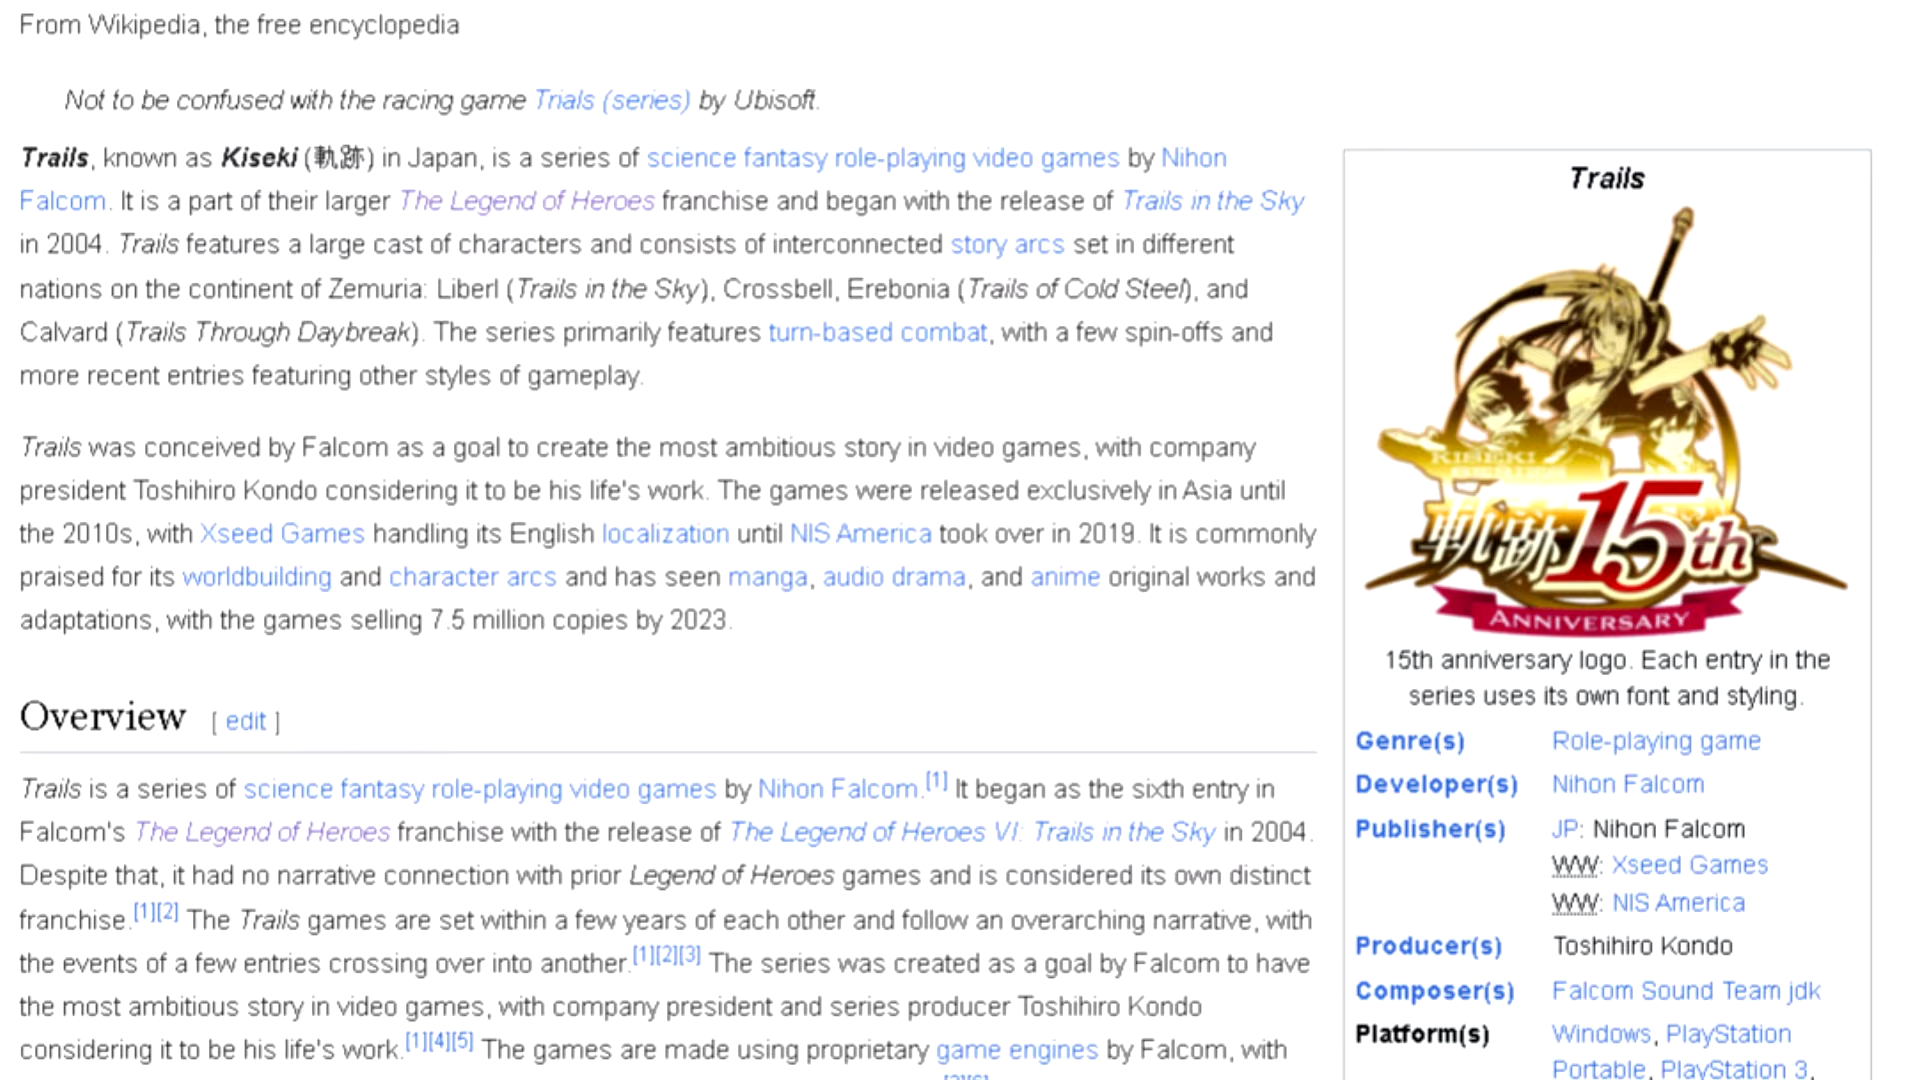 From Wikipedia, the free encyclopedia
Not to be confused with the racing game Trials (series) by Ubisoft.
Trails, known as Kiseki (軌跡) in Japan, is a series of science fantasy role-playing video games by Nihon
Falcom. It is a part of their larger The Legend of Heroes franchise and began with the release of Trails in the Sky
in 2004. Trails features a large cast of characters and consists of interconnected story arcs set in different
nations on the continent of Zemuria: Liberl (Trails in the Sky), Crossbell, Erebonia (Trails of Cold Steel), and
Calvard (Trails Through Daybreak). The series primarily features turn-based combat, with a few spin-offs and
more recent entries featuring other styles of gameplay.
Trails was conceived by Falcom as a goal to create the most ambitious story in video games, with company
president Toshihiro Kondo considering it to be his life's work. The games were released exclusively in Asia until
the 2010s, with Xseed Games handling its English localization until NIS America took over in 2019. It is commonly
praised for its worldbuilding and character arcs and has seen manga, audio drama, and anime original works and
adaptations, with the games selling 7.5 million copies by 2023.
Overview [ edit ]
Trails is a series of science fantasy role-playing video games by Nihon Falcom.[1] It began as the sixth entry in
Falcom's The Legend of Heroes franchise with the release of The Legend of Heroes VI: Trails in the Sky in 2004.
Despite that, it had no narrative connection with prior Legend of Heroes games and is considered its own distinct
franchise.[1][2] The Trails games are set within a few years of each other and follow an overarching narrative, with
the events of a few entries crossing over into another.[1][2][3] The series was created as a goal by Falcom to have
the most ambitious story in video games, with company president and series producer Toshihiro Kondo
considering it to be his life's work.[1][4][5] The games are made using proprietary game engines by Falcom, with
Trails
KISEKI
軌跡 15th
ANNIVERSARY
15th anniversary logo. Each entry in the
series uses its own font and styling.
Genre(s) Role-playing game
Developer(s) Nihon Falcom
Publisher(s) JP: Nihon Falcom
WW: Xseed Games
WW: NIS America
Producer(s) Toshihiro Kondo
Composer(s) Falcom Sound Team jdk
Platform(s) Windows, PlayStation
Portable, PlayStation 3,